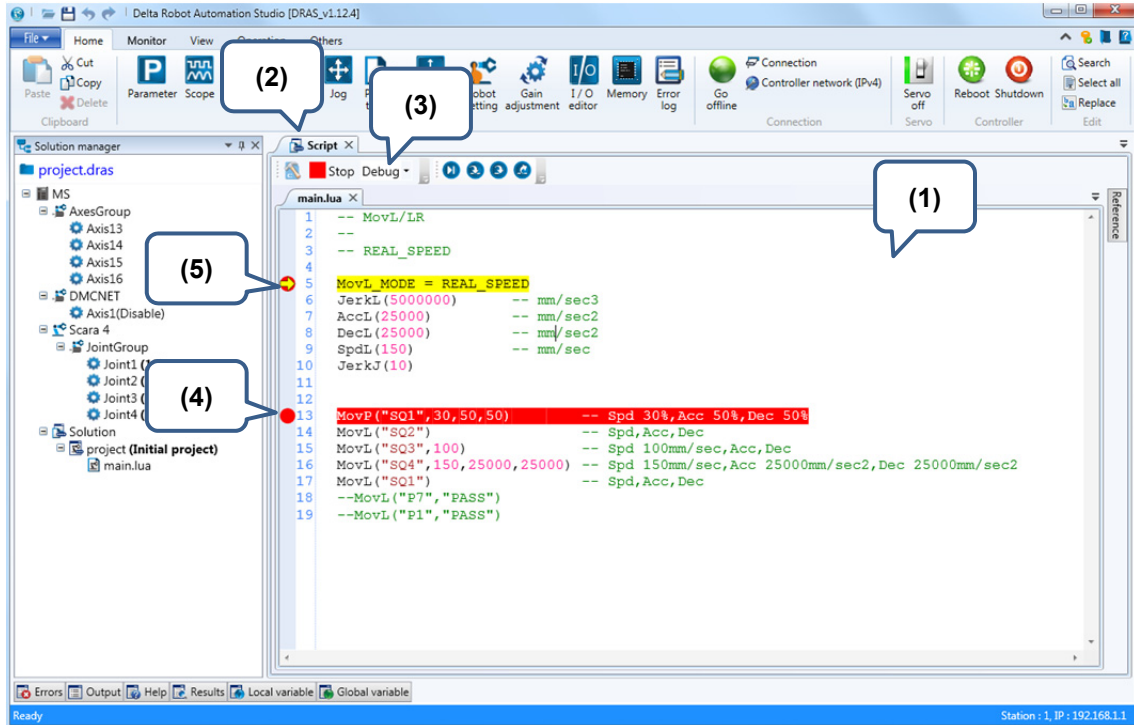 Delta Robot Automation Studio [DRAS_v1.12.4]
File Home Monitor View Others
Cut
Copy
Delete
Paste
Clipboard
Parameter Scope Jog
Gain adjustment
I/O
I / O editor
Memory
Error log
Go offline
Connection
Controller network (IPv4)
Connection
Servo off
Servo
Reboot Shutdown
Controller
Search
Select all
Replace
Edit
(2)
(3)
Solution manager
project.dras
MS
AxesGroup
Axis13
Axis14
Axis15
Axis16
DMCNET
Axis1(Disable)
Scara 4
JointGroup
Joint1 (
Joint2 (
Joint3 (
Joint4 (
Solution
project (Initial project)
main.lua
(5)
(4)
Script
Stop Debug
main.lua
(1)
Reference
1 -- MovL/LR
2 --
3 -- REAL_SPEED
4
5 MovL_MODE = REAL_SPEED
6 JerkL(5000000) -- mm/sec3
7 AccL(25000) -- mm/sec2
8 DecL(25000) -- mm/sec2
9 SpdL(150) -- mm/sec
10 JerkJ(10)
11
12
13 MovP("SQ1",30,50,50) -- Spd 30%,Acc 50%,Dec 50%
14 MovL("SQ2") -- Spd,Acc,Dec
15 MovL("SQ3",100) -- Spd 100mm/sec,Acc,Dec
16 MovL("SQ4",150,25000,25000) -- Spd 150mm/sec,Acc 25000mm/sec2,Dec 25000mm/sec2
17 MovL("SQ1") -- Spd,Acc,Dec
18 --MovL("P7","PASS")
19 --MovL("P1","PASS")
Errors Output Help Results Local variable Global variable
Ready
Station : 1, IP : 192.168.1.1